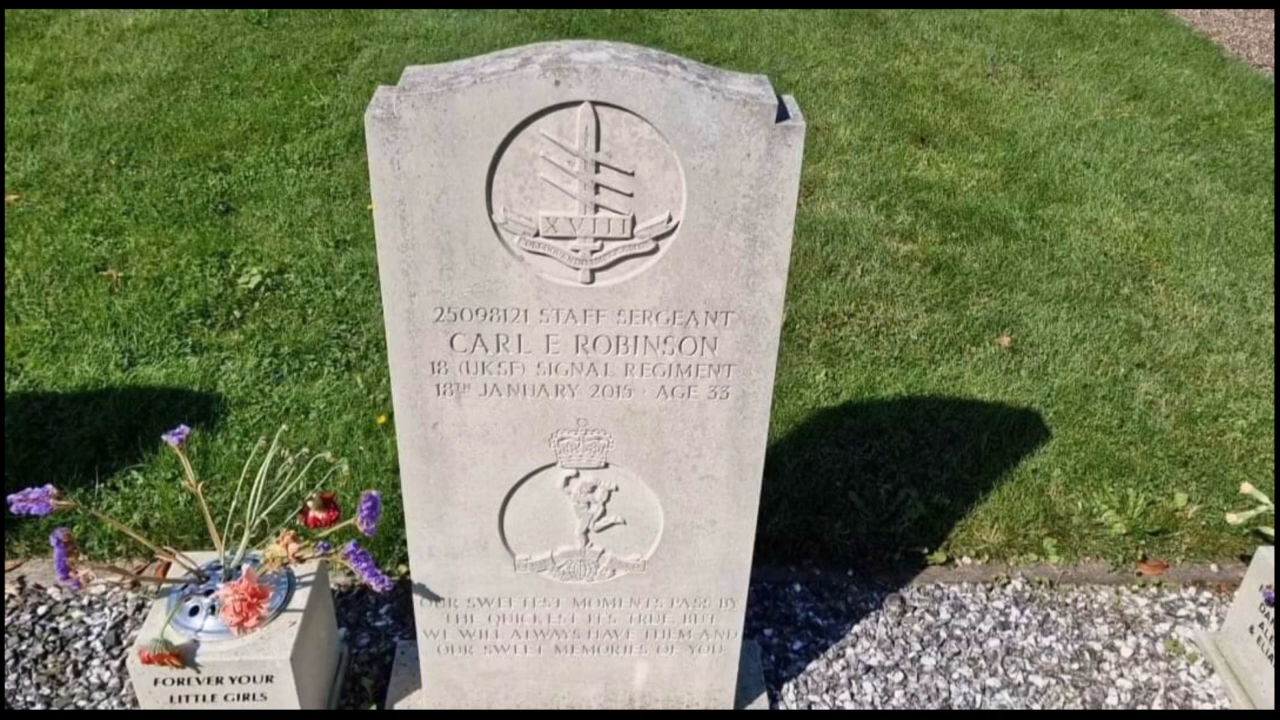 XVIII
25098121 STAFF SERGEANT
CARL E ROBINSON
18 (UKSF) SIGNAL REGIMENT
18TH JANUARY 2015 · AGE 33
OUR SWEETEST MOMENTS PASS BY
THE QUICKEST IT'S TRUE, BUT
WE WILL ALWAYS HAVE THEM AND
OUR SWEET MEMORIES OF YOU
FOREVER YOUR
LITTLE GIRLS